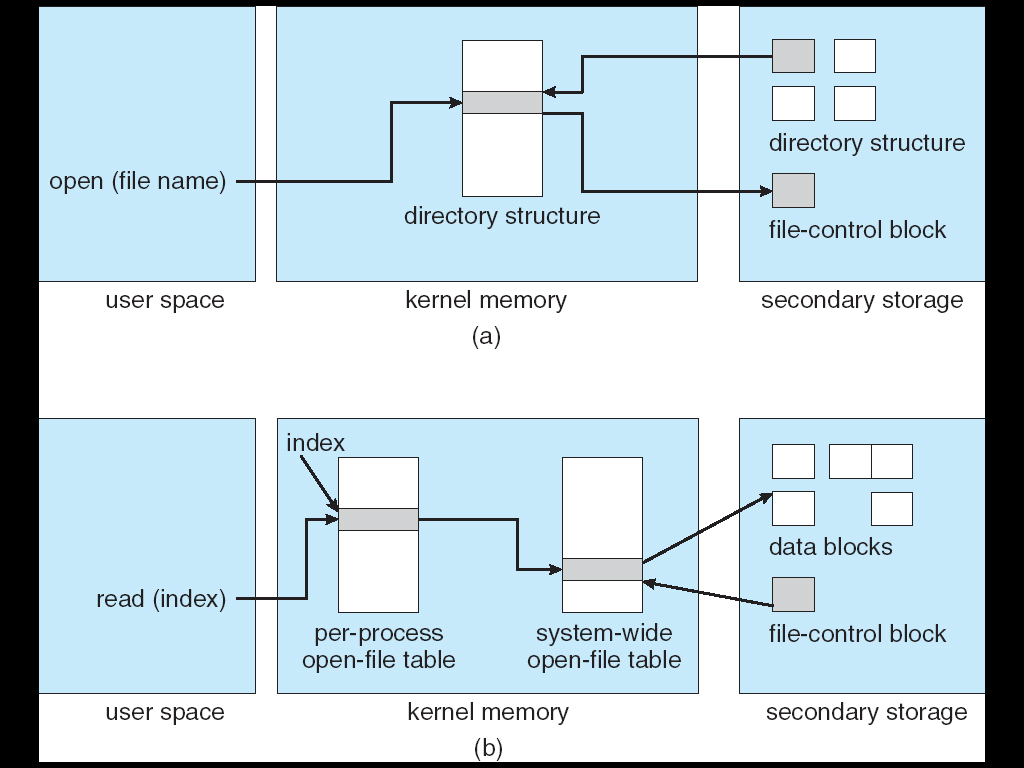 directory structure
open (file name)
directory structure
file-control block
user space
kernel memory
secondary storage
(a)
index
data blocks
read (index)
per-process
open-file table
system-wide
open-file table
file-control block
user space
kernel memory
secondary storage
(b)